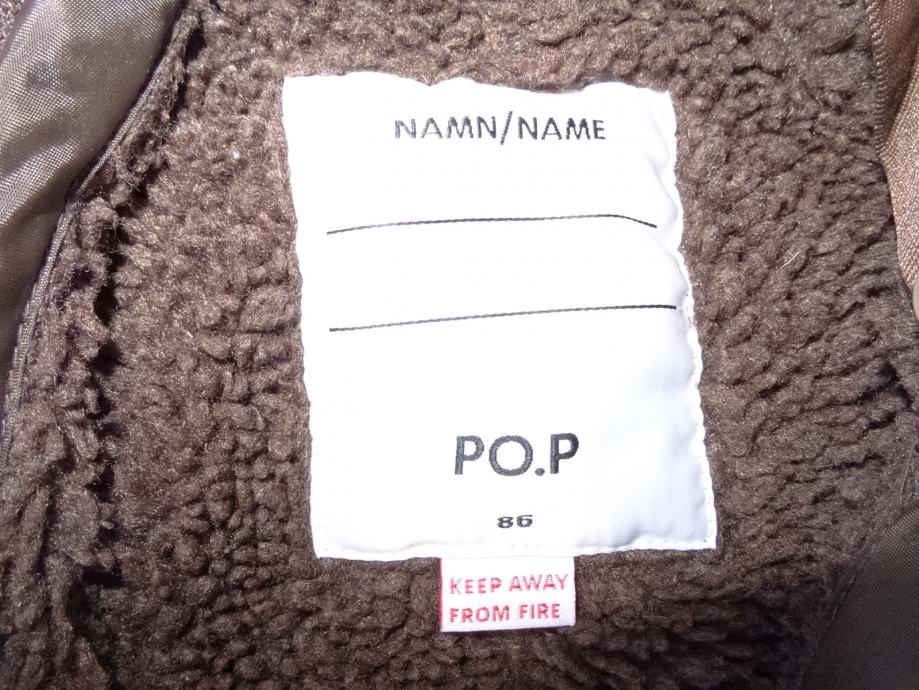 NAMN/NAME
PO.P
86
KEEP AWAY
FROM FIRE